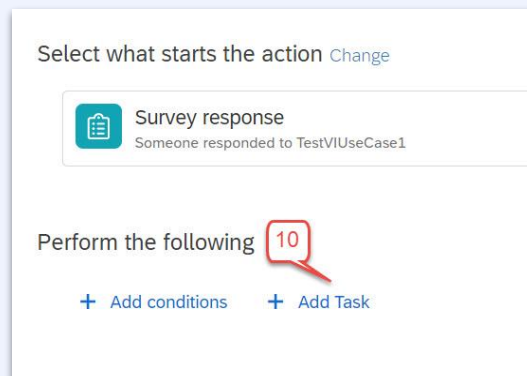 Select what starts the action Change
Survey response
Someone responded to TestVIUseCase1
Perform the following 10
+ Add conditions + Add Task